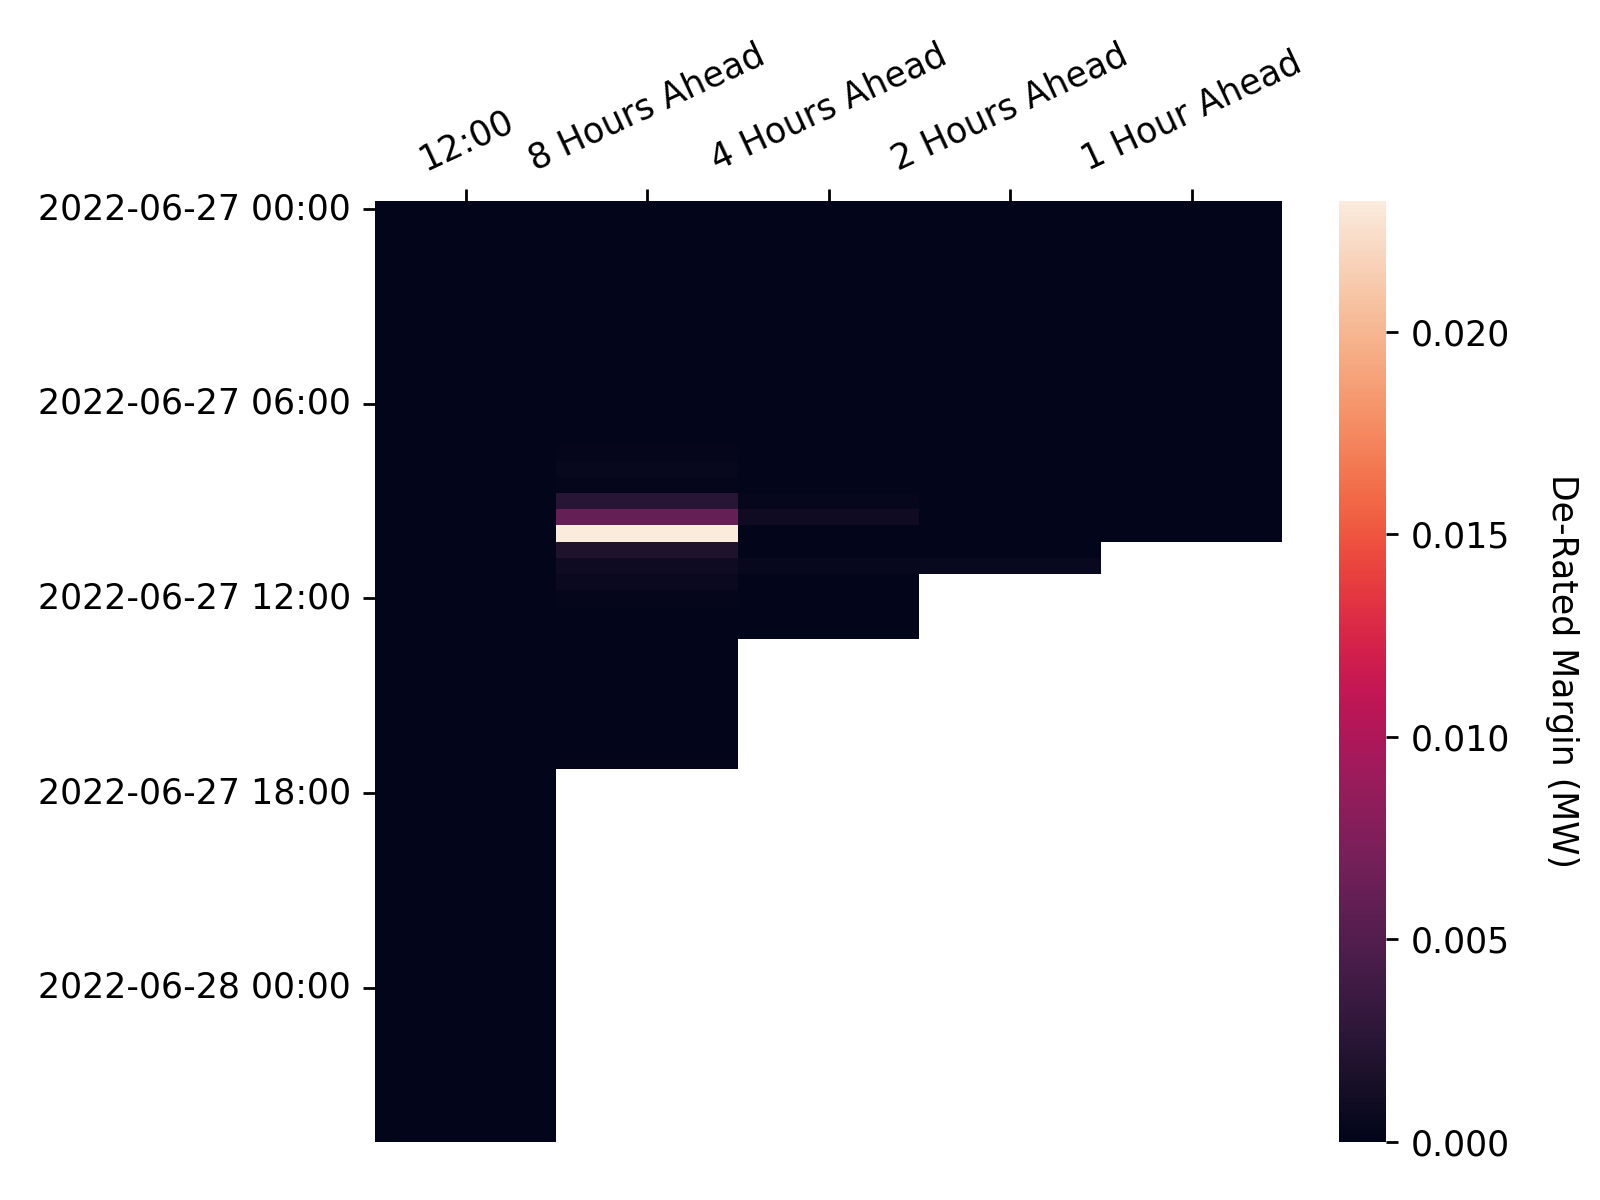 12:00
8 Hours Ahead
4 Hours Ahead
2 Hours Ahead
1 Hour Ahead
2022-06-27 00:00
2022-06-27 06:00
2022-06-27 12:00
2022-06-27 18:00
2022-06-28 00:00
0.020
0.015
0.010
0.005
0.000
De-Rated Margin (MW)